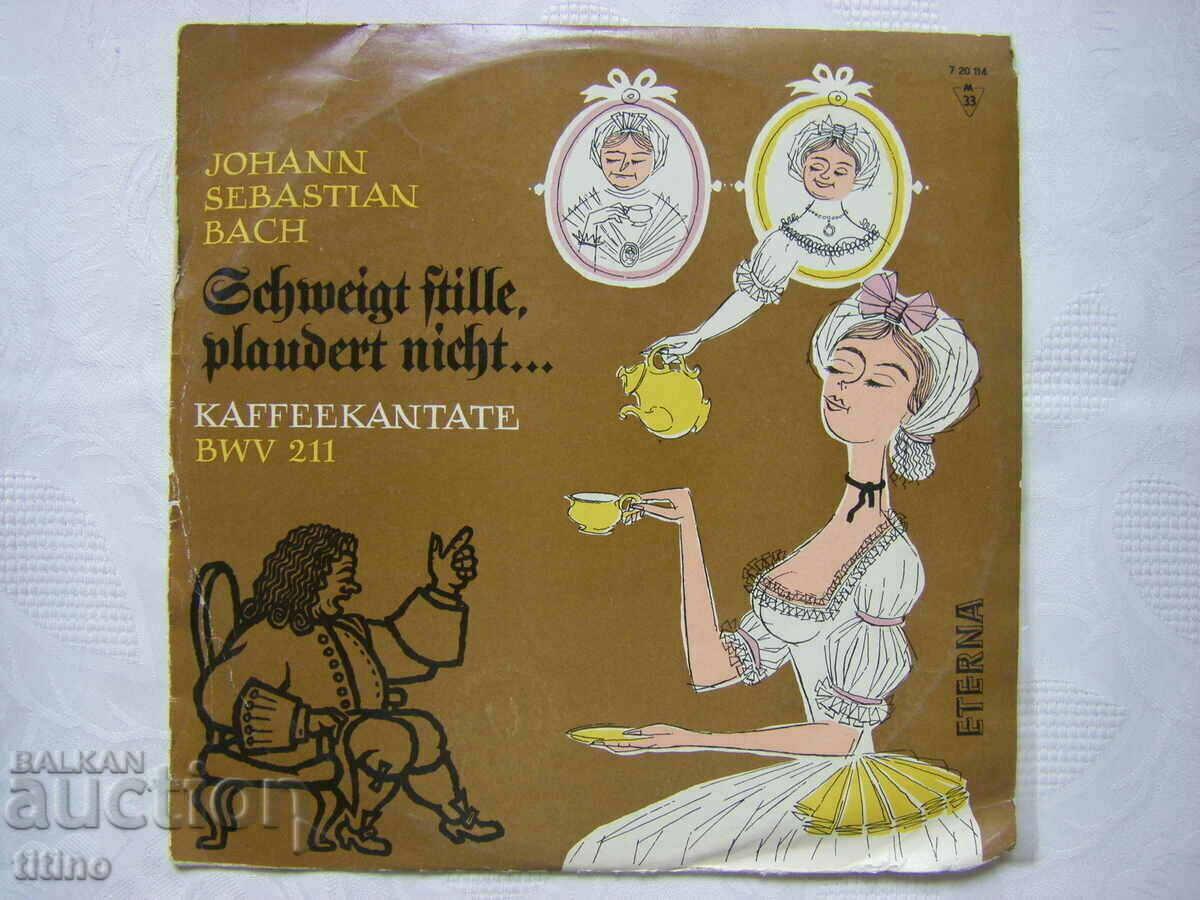 7 20 114
M
33
JOHANN
SEBASTIAN
BACH
Schweigt stille,
plaudert nicht...
KAFFEEKANTATE
BWV 211
ETERNA
BALKAN
auction
titino